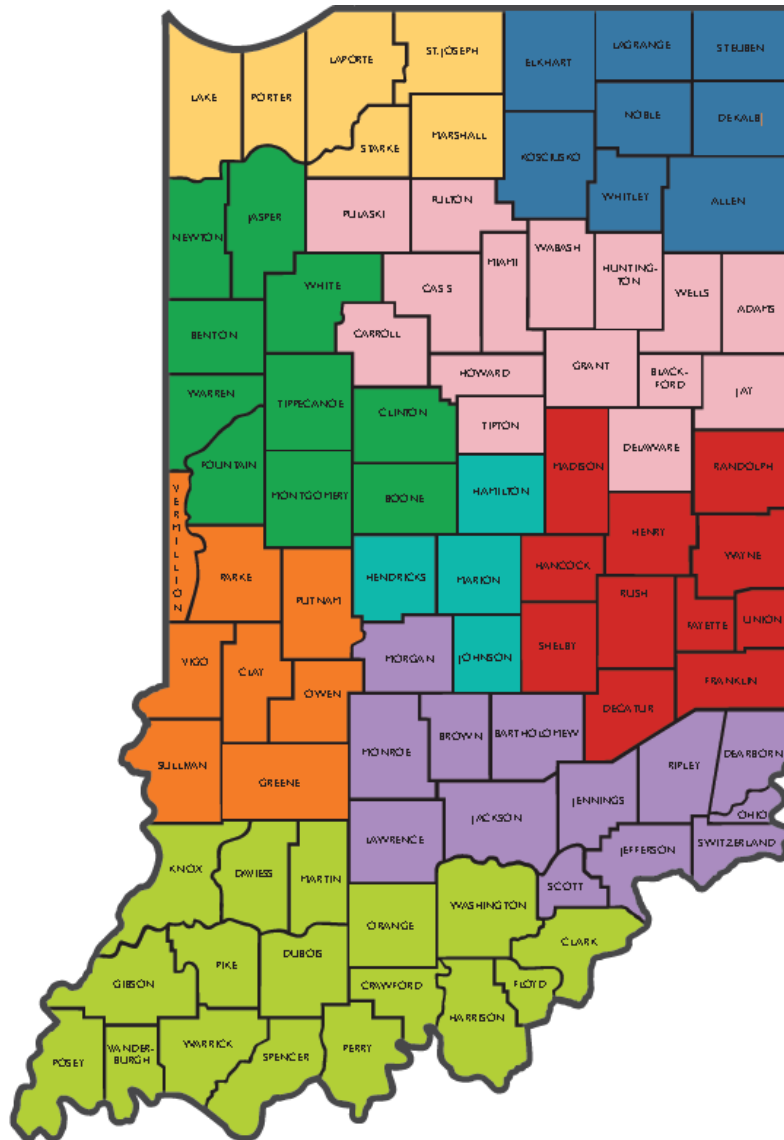 ST. JOSEPH
LAGRANGE
STEUBEN
LAPORTE
ELKHART
LAKE
PORTER
NOBLE
DEKALB
MARSHALL
STARKE
KOSCIUSKO
WHITLEY
ALLEN
PULASKI
FULTON
JASPER
NEWTON
WABASH
MIAMI
HUNTING-
TON
WHITE
CASS
WELLS
ADAMS
BENTON
CARROLL
GRANT
HOWARD
BLACK-
FORD
WARREN
JAY
TIPPECANOE
CLINTON
TIPTON
DELAWARE
FOUNTAIN
MADISON
RANDOLPH
VERMILLION
MONTGOMERY
BOONE
HAMILTON
HENRY
WAYNE
PARKE
HENDRICKS
MARION
HANCOCK
PUTNAM
RUSH
UNION
FAYETTE
SHELBY
VIGO
MORGAN
JOHNSON
CLAY
FRANKLIN
OWEN
DECATUR
BROWN
BARTHOLOMEW
MONROE
DEARBORN
SULLIVAN
RIPLEY
GREENE
JENNINGS
OHIO
JACKSON
LAWRENCE
SWITZERLAND
JEFFERSON
KNOX
DAVIESS
MARTIN
SCOTT
WASHINGTON
ORANGE
CLARK
DUBOIS
PIKE
GIBSON
CRAWFORD
FLOYD
HARRISON
WARRICK
PERRY
VANDER-
BURGH
SPENCER
POSEY